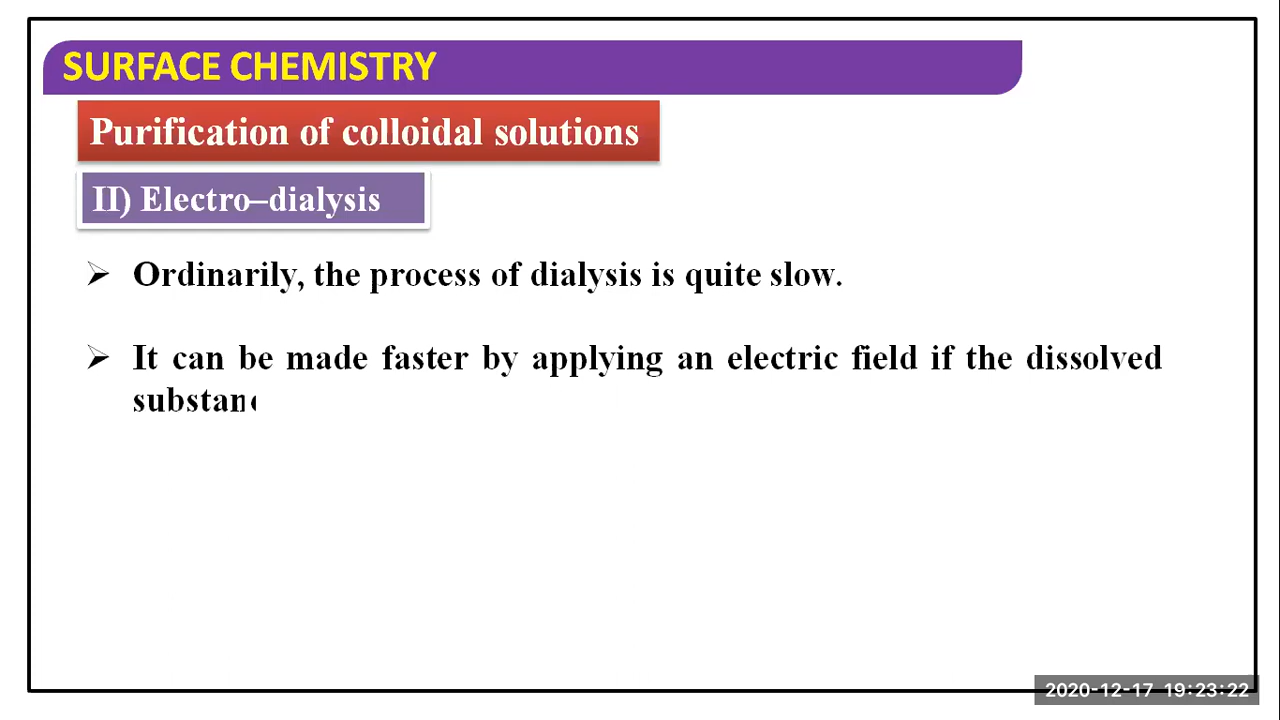 SURFACE CHEMISTRY
Purification of colloidal solutions
II) Electro–dialysis
➢ Ordinarily, the process of dialysis is quite slow.
➢ It can be made faster by applying an electric field if the dissolved
substan
2020-12-17 19:23:22